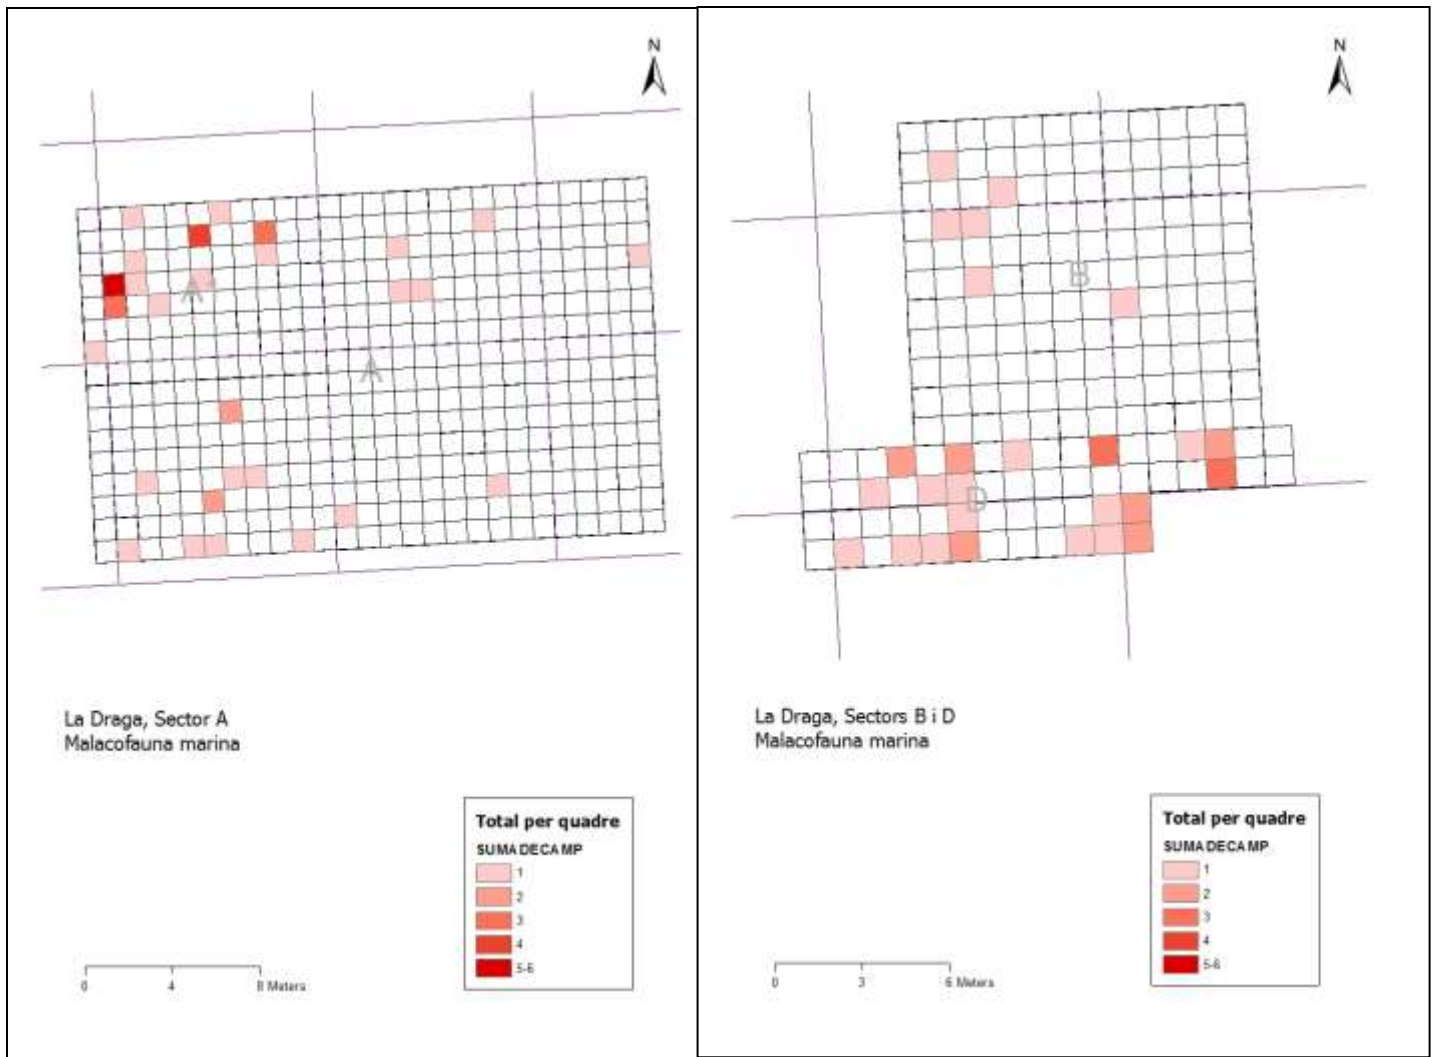 N
A'
A
La Draga, Sector A
Malacofauna marina
Total per quadre
SUMADECAMP
1
2
3
4
5-6
0 4 8 Meters
N
B
D
La Draga, Sectors B i D
Malacofauna marina
Total per quadre
SUMADECAMP
1
2
3
4
5-6
0 3 6 Meters